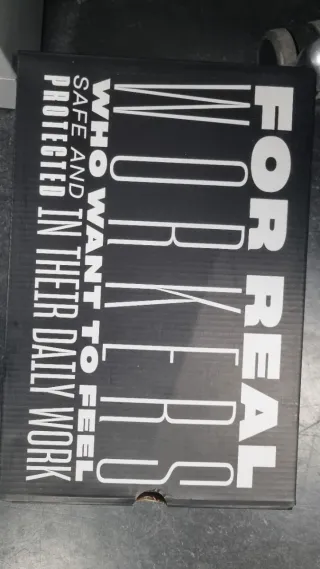 FOR REAL
WORKERS
WHO WANT TO FEEL
SAFE AND
PROTECTED IN THEIR DAILY WORK